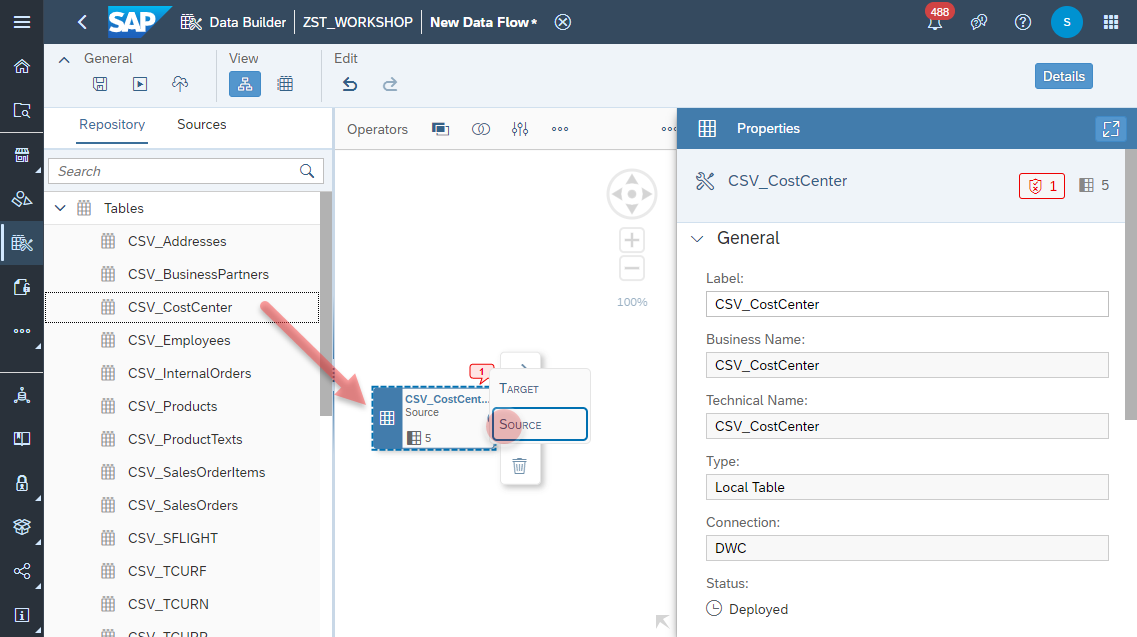 SAP
Data Builder
ZST_WORKSHOP
New Data Flow*
488
S
General
View
Edit
Details
Repository
Sources
Search
Tables
CSV_Addresses
CSV_BusinessPartners
CSV_CostCenter
CSV_Employees
CSV_InternalOrders
CSV_Products
CSV_ProductTexts
CSV_SalesOrderItems
CSV_SalesOrders
CSV_SFLIGHT
CSV_TCURF
CSV_TCURN
CSV_TCURR
Operators
100%
1
CSV_CostCent...
Source
5
TARGET
SOURCE
Properties
CSV_CostCenter
1
5
General
Label:
CSV_CostCenter
Business Name:
CSV_CostCenter
Technical Name:
CSV_CostCenter
Type:
Local Table
Connection:
DWC
Status:
Deployed